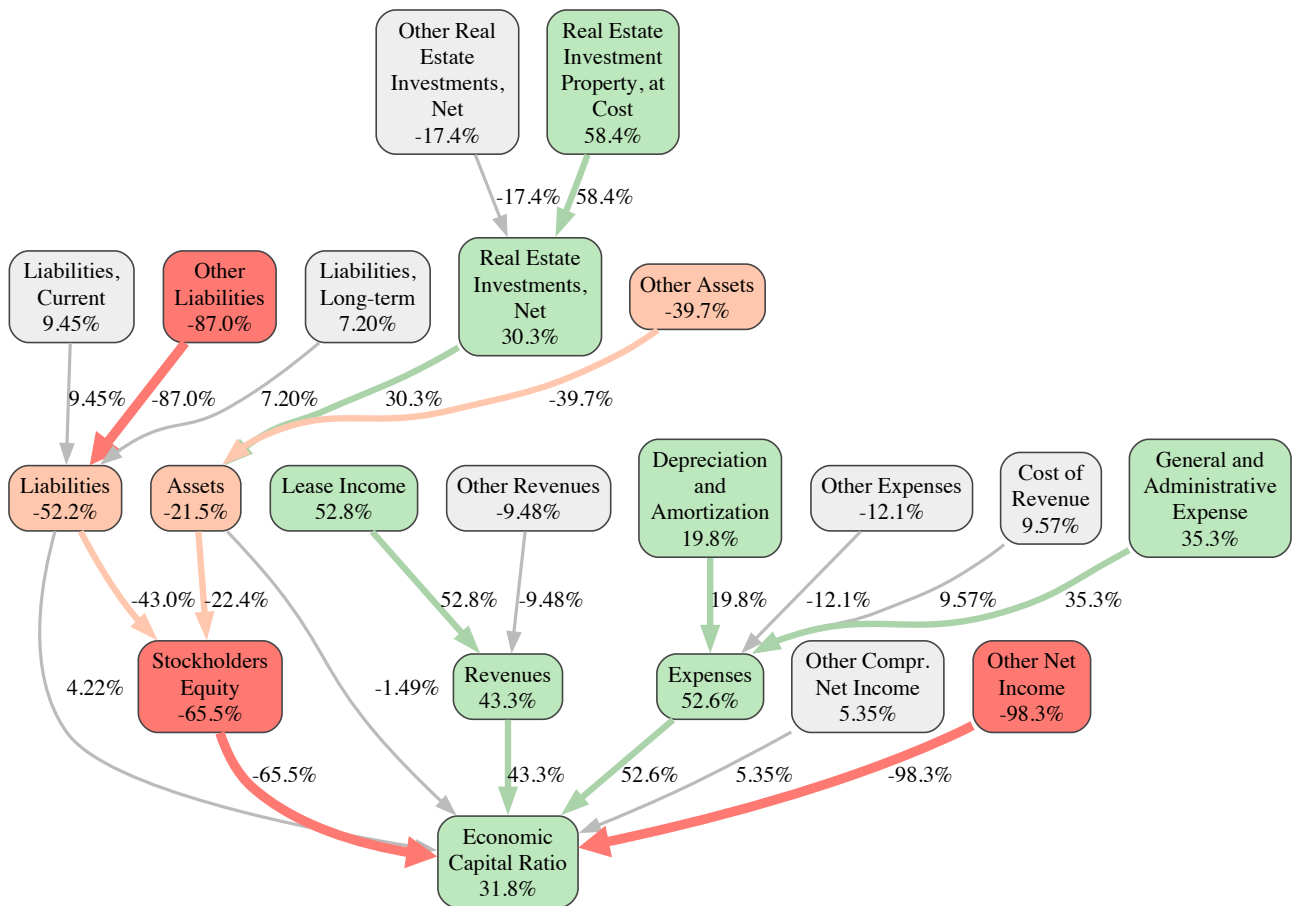 Other Real
Estate
Investments,
Net
-17.4%
Real Estate
Investment
Property, at
Cost
58.4%
-17.4%
58.4%
Liabilities,
Current
9.45%
Other
Liabilities
-87.0%
Liabilities,
Long-term
7.20%
Real Estate
Investments,
Net
30.3%
Other Assets
-39.7%
9.45%
-87.0%
7.20%
30.3%
-39.7%
Liabilities
-52.2%
Assets
-21.5%
Lease Income
52.8%
Other Revenues
-9.48%
Depreciation
and
Amortization
19.8%
Other Expenses
-12.1%
Cost of
Revenue
9.57%
General and
Administrative
Expense
35.3%
-43.0%
-22.4%
52.8%
-9.48%
19.8%
-12.1%
9.57%
35.3%
4.22%
Stockholders
Equity
-65.5%
-1.49%
Revenues
43.3%
Expenses
52.6%
Other Compr.
Net Income
5.35%
Other Net
Income
-98.3%
-65.5%
43.3%
52.6%
5.35%
-98.3%
Economic
Capital Ratio
31.8%